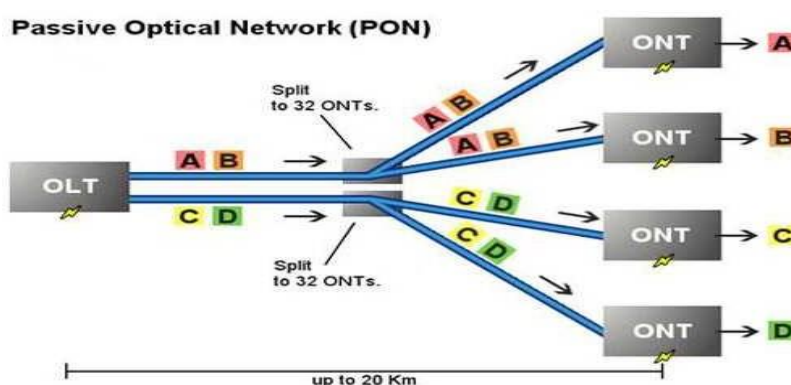 Passive Optical Network (PON)
Split
to 32 ONTs.
OLT
A B
C D
A B
A B
C D
C D
Split
to 32 ONTs.
ONT
A
ONT
B
ONT
C
ONT
D
up to 20 Km